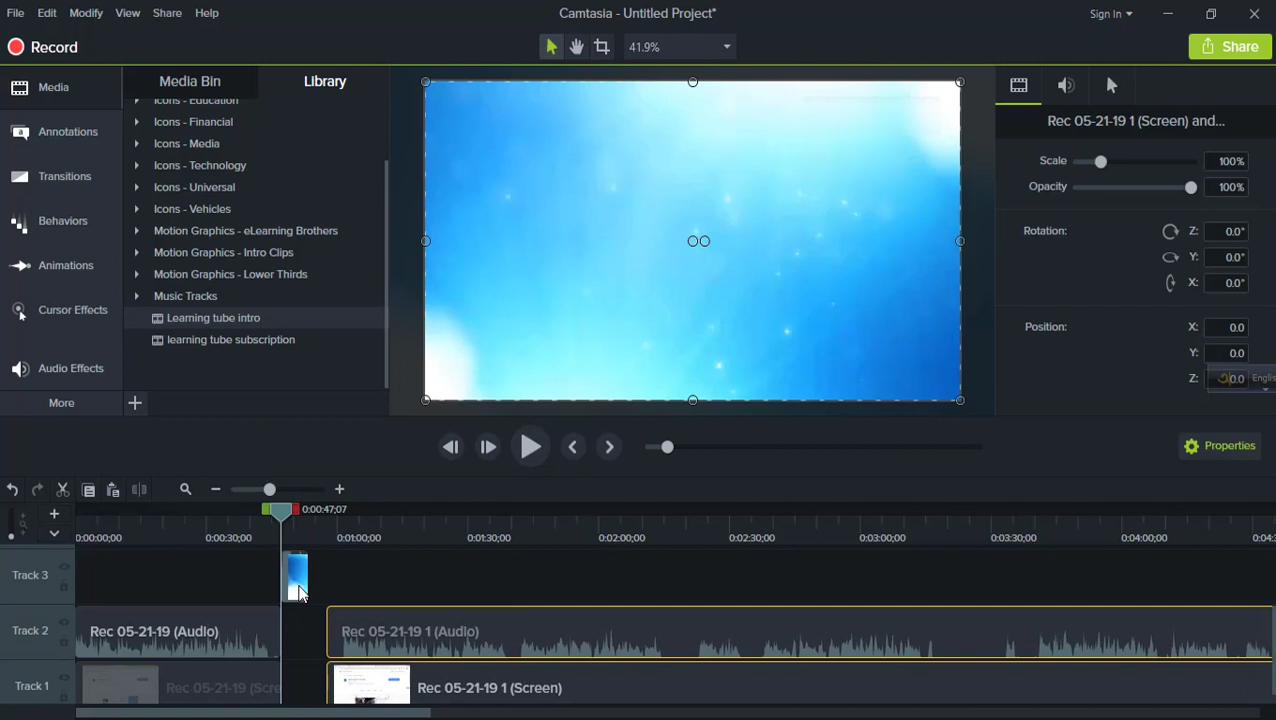 File Edit Modify View Share Help Camtasia - Untitled Project* Sign In
Record 41.9% Share
Media
Annotations
Transitions
Behaviors
Animations
Cursor Effects
Audio Effects
More
Media Bin Library
Icons - Education
Icons - Financial
Icons - Media
Icons - Technology
Icons - Universal
Icons - Vehicles
Motion Graphics - eLearning Brothers
Motion Graphics - Intro Clips
Motion Graphics - Lower Thirds
Music Tracks
Learning tube intro
learning tube subscription
Rec 05-21-19 1 (Screen) and...
Scale 100%
Opacity 100%
Rotation: Z: 0.0°
Y: 0.0°
X: 0.0°
Position: X: 0.0
Y: 0.0
Z: 0.0 Englis
Properties
0:00:47;07
0:00:00;00 0:00:30;00 0:01:00;00 0:01:30;00 0:02:00;00 0:02:30;00 0:03:00;00 0:03:30;00 0:04:00;00 0:04:
Track 3
Track 2 Rec 05-21-19 (Audio) Rec 05-21-19 1 (Audio)
Track 1 Rec 05-21-19 (Scre Rec 05-21-19 1 (Screen)